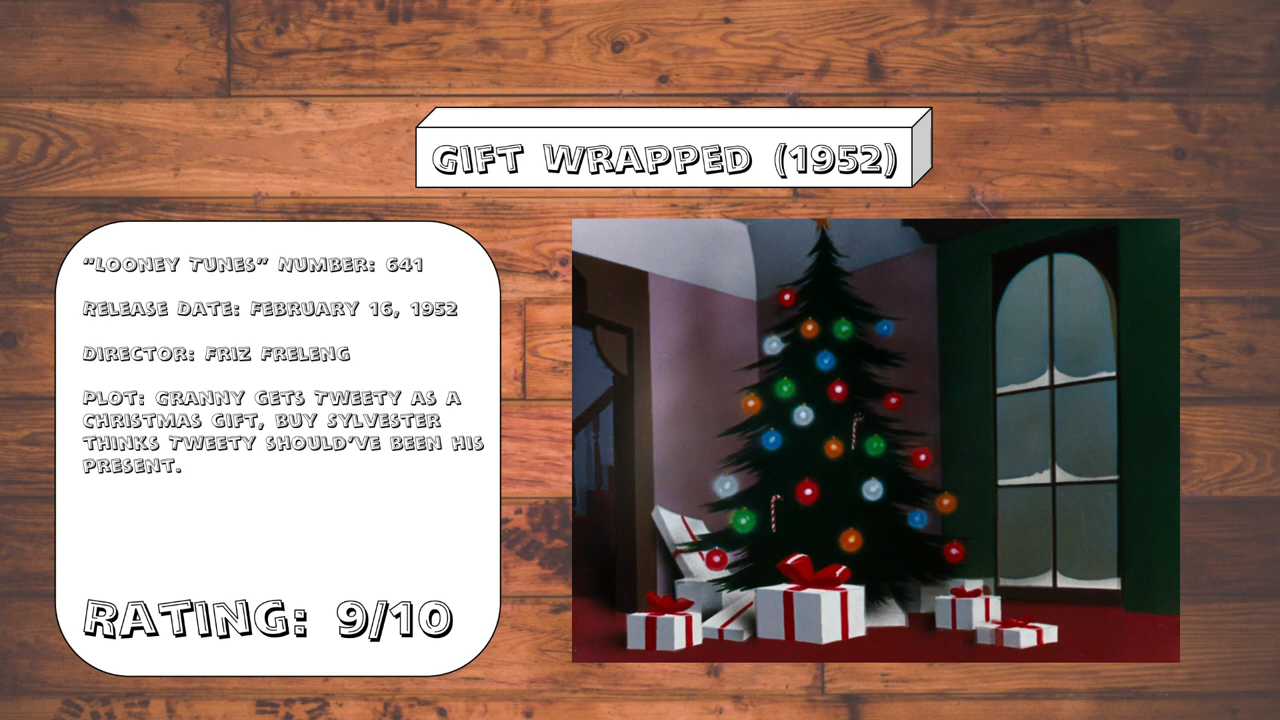 GIFT WRAPPED (1952)
"LOONEY TUNES" NUMBER: 641
RELEASE DATE: FEBRUARY 16, 1952
DIRECTOR: FRIZ FRELENG
PLOT: GRANNY GETS TWEETY AS A
CHRISTMAS GIFT, BUY SYLVESTER
THINKS TWEETY SHOULD'VE BEEN HIS
PRESENT.
RATING: 9/10